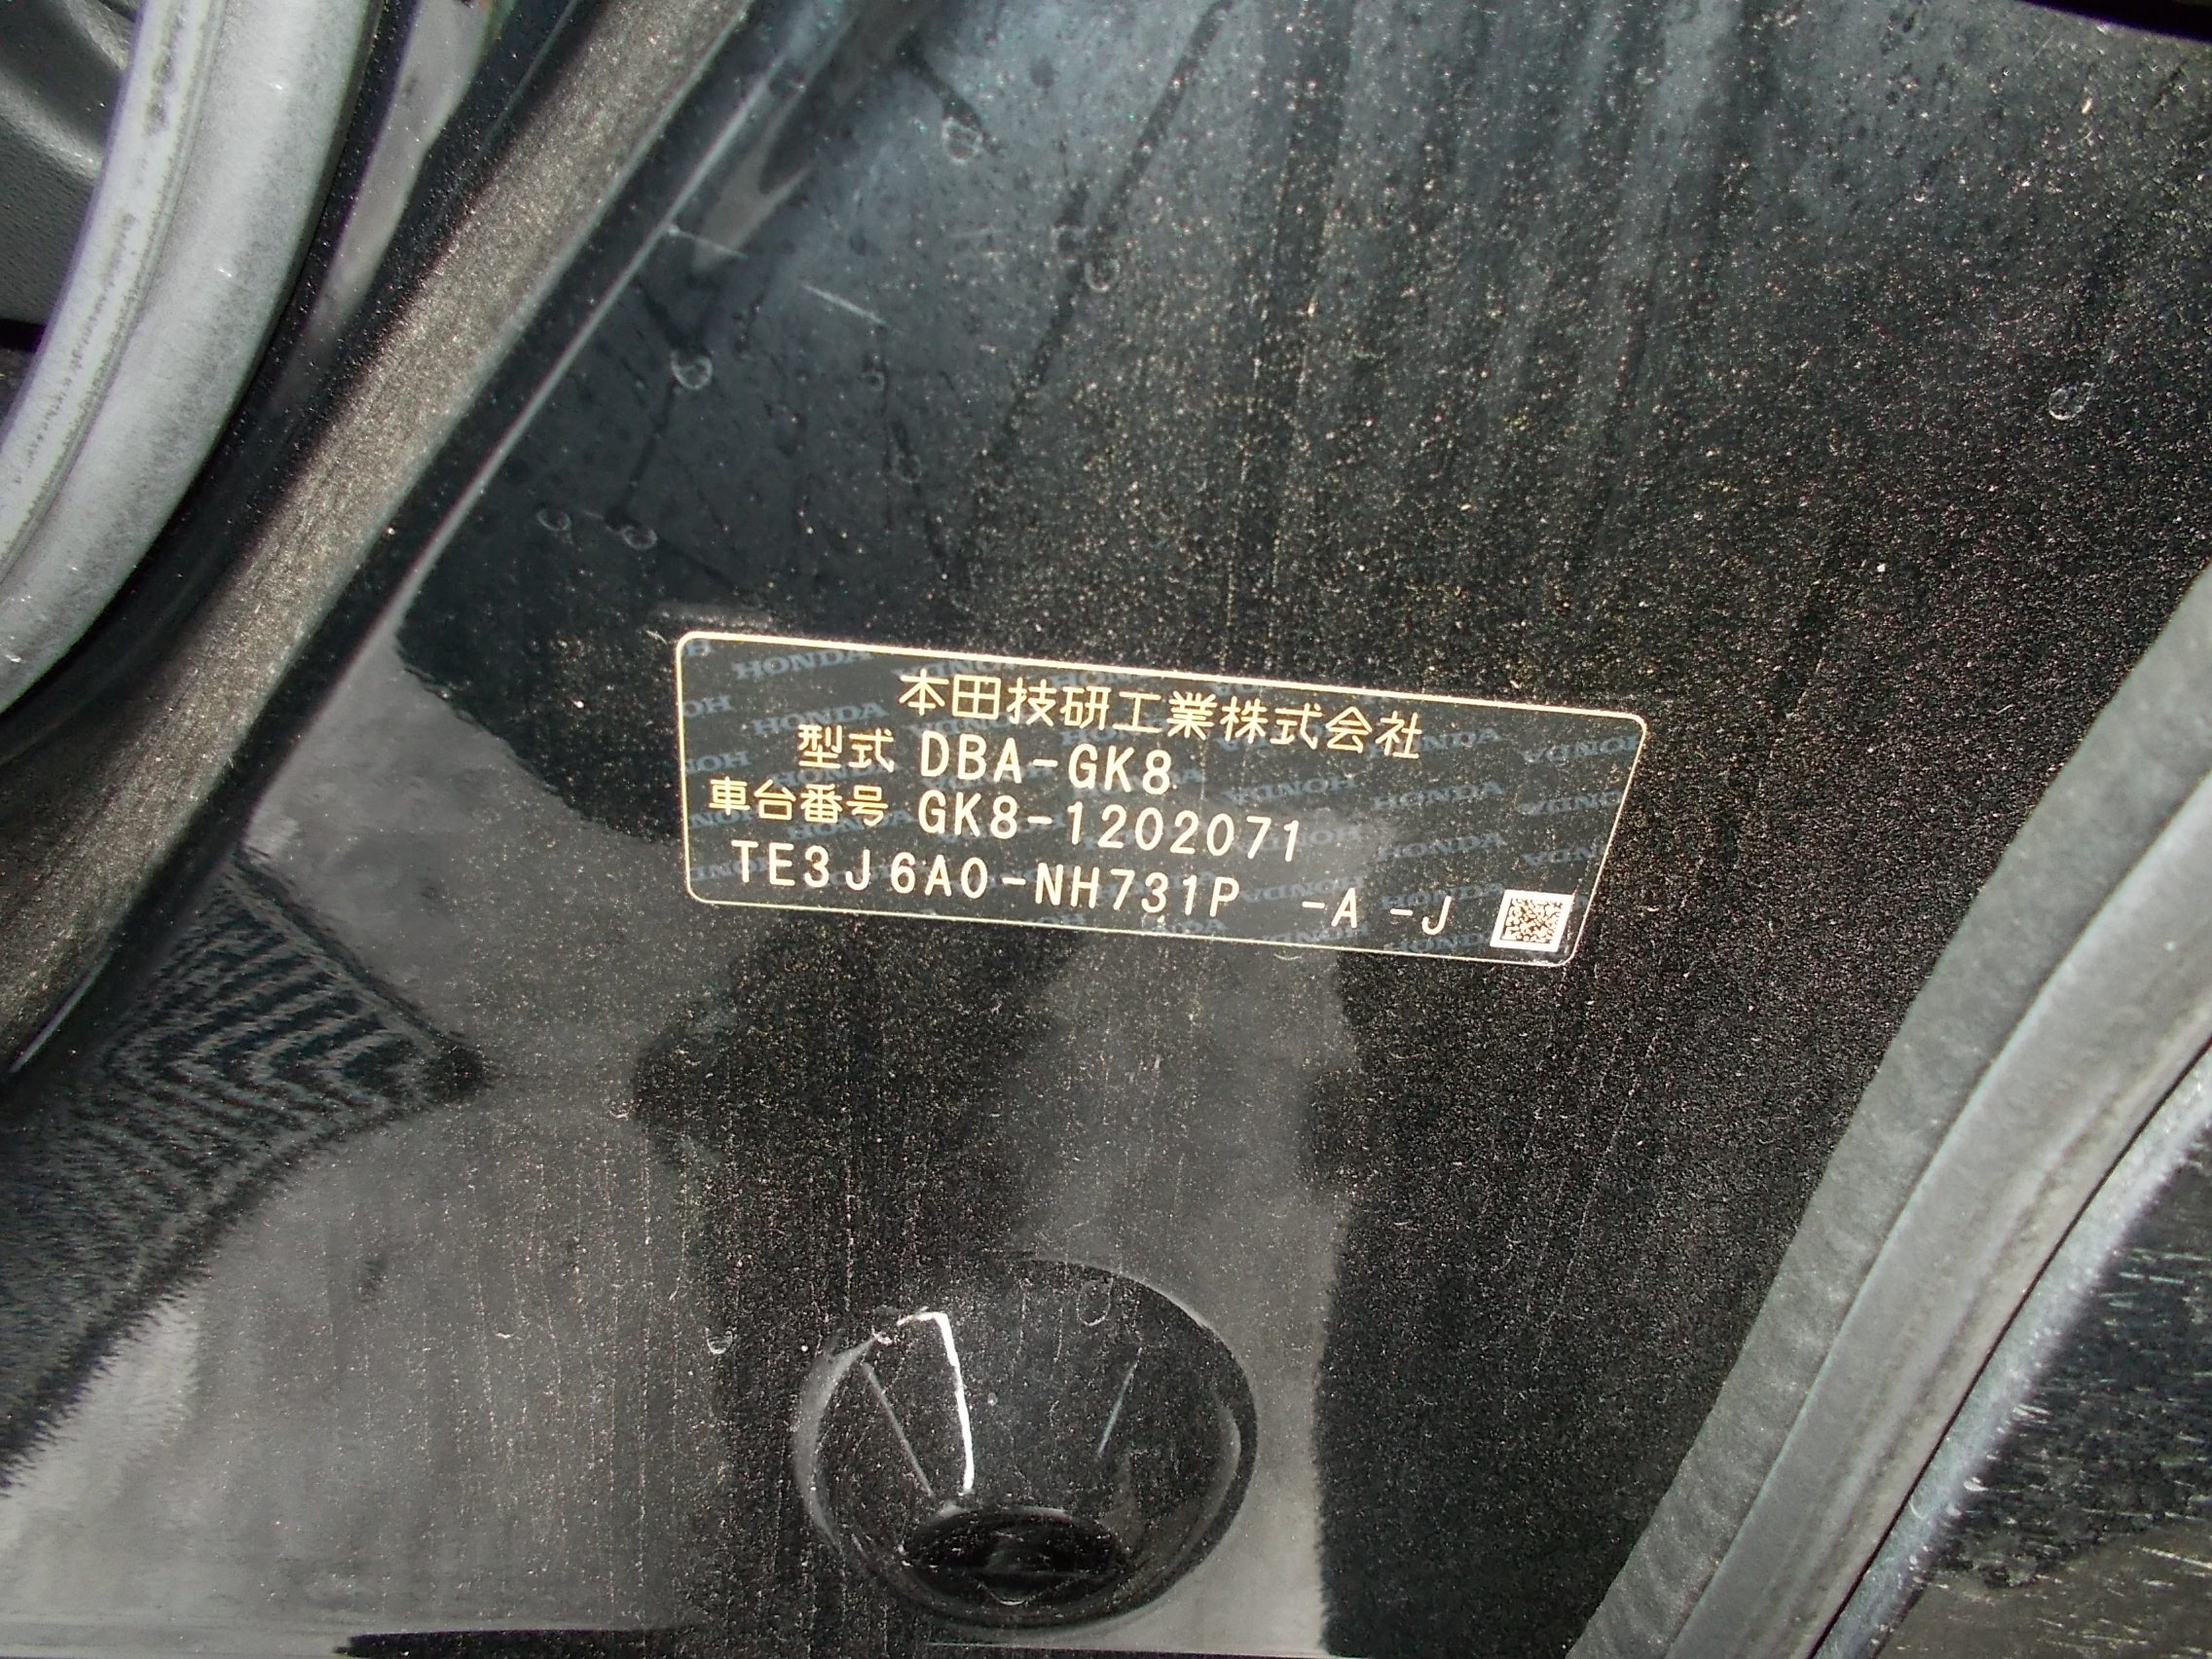 本田技研工業株式会社
型式 DBA-GK8
車台番号 GK8-1202071
TE3J6A0-NH731P -A -J